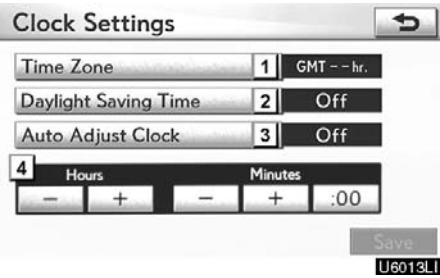 Clock Settings
Time Zone 1 GMT – – hr.
Daylight Saving Time 2 Off
Auto Adjust Clock 3 Off
4
Hours Minutes
– + – + :00
Save
U6013LI